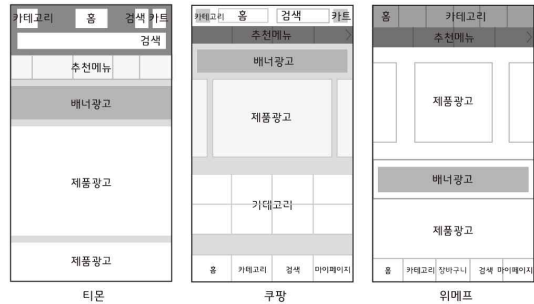 카테고리 홈 검색 카트
검색
추천메뉴
배너광고
제품광고
제품광고
티몬
카테고리 홈 검색 카트
추천메뉴
배너광고
제품광고
카테고리
홈 카테고리 검색 마이페이지
쿠팡
홈 카테고리
추천메뉴
제품광고
배너광고
제품광고
홈 카테고리 장바구니 검색 마이페이지
위메프